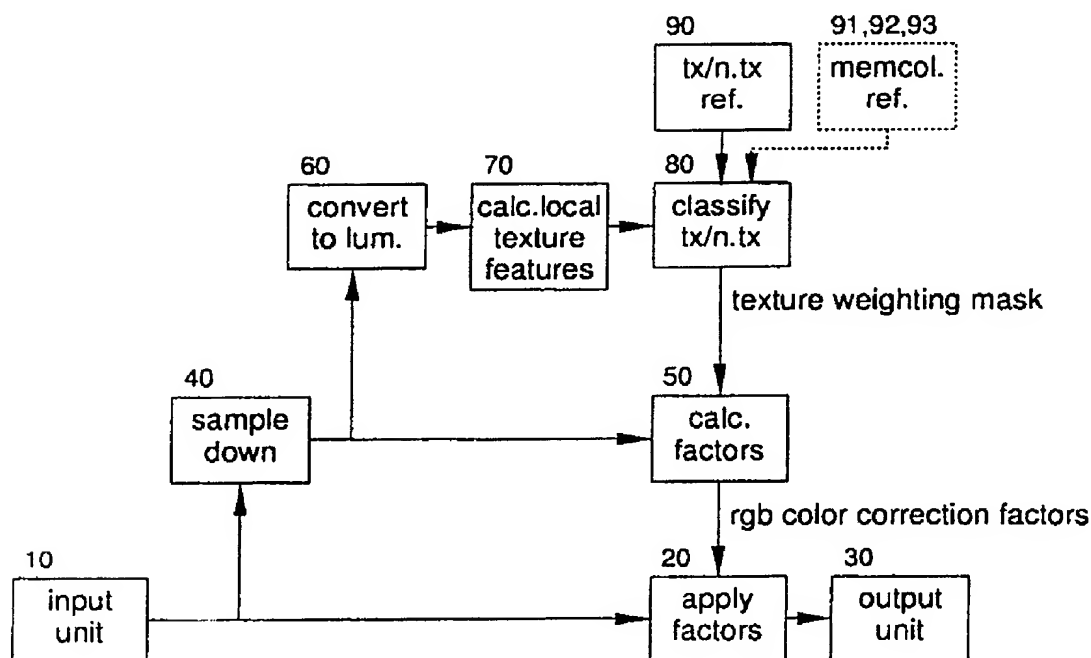 90
91,92,93
tx/n.tx
ref.
memcol.
ref.
60
70
80
convert
to lum.
calc.local
texture
features
classify
tx/n.tx
texture weighting mask
40
50
sample
down
calc.
factors
rgb color correction factors
10
20
30
input
unit
apply
factors
output
unit